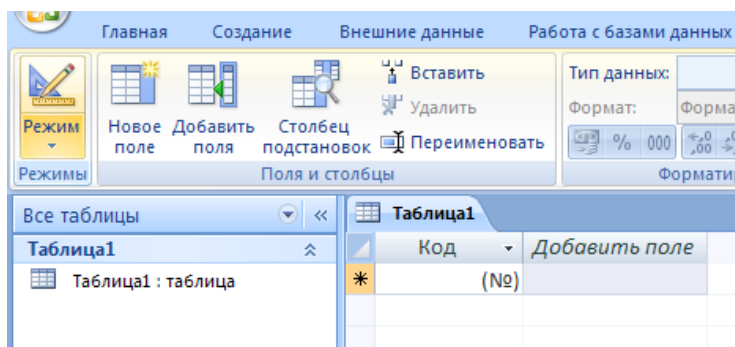 Главная Создание Внешние данные Работа с базами данных
Режим
Новое поле
Добавить поля
Столбец подстановок
Вставить
Удалить
Переименовать
Тип данных:
Формат:
% 000
Режимы
Поля и столбцы
Все таблицы
Таблица1
Таблица1 : таблица
Таблица1
Код Добавить поле
(№)